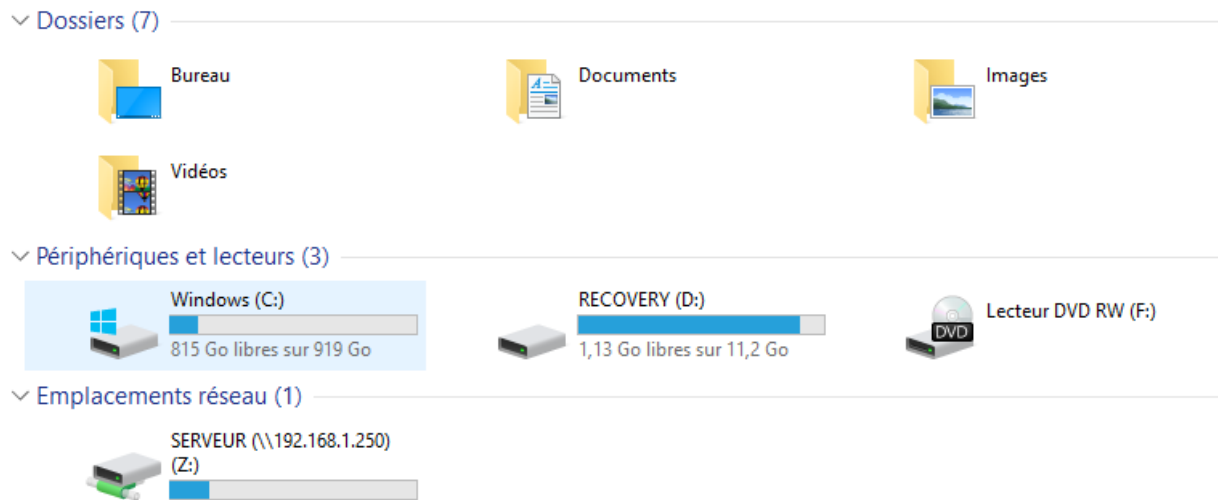 Dossiers (7)
Bureau
Documents
Images
Vidéos
Périphériques et lecteurs (3)
Windows (C:)
815 Go libres sur 919 Go
RECOVERY (D:)
1,13 Go libres sur 11,2 Go
Lecteur DVD RW (F:)
DVD
Emplacements réseau (1)
SERVEUR (\\192.168.1.250)
(Z:)